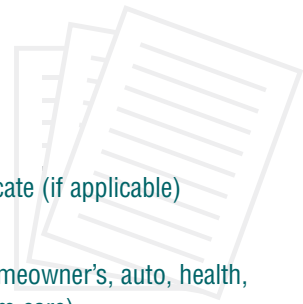 cate (if applicable)
meowner’s, auto, health,